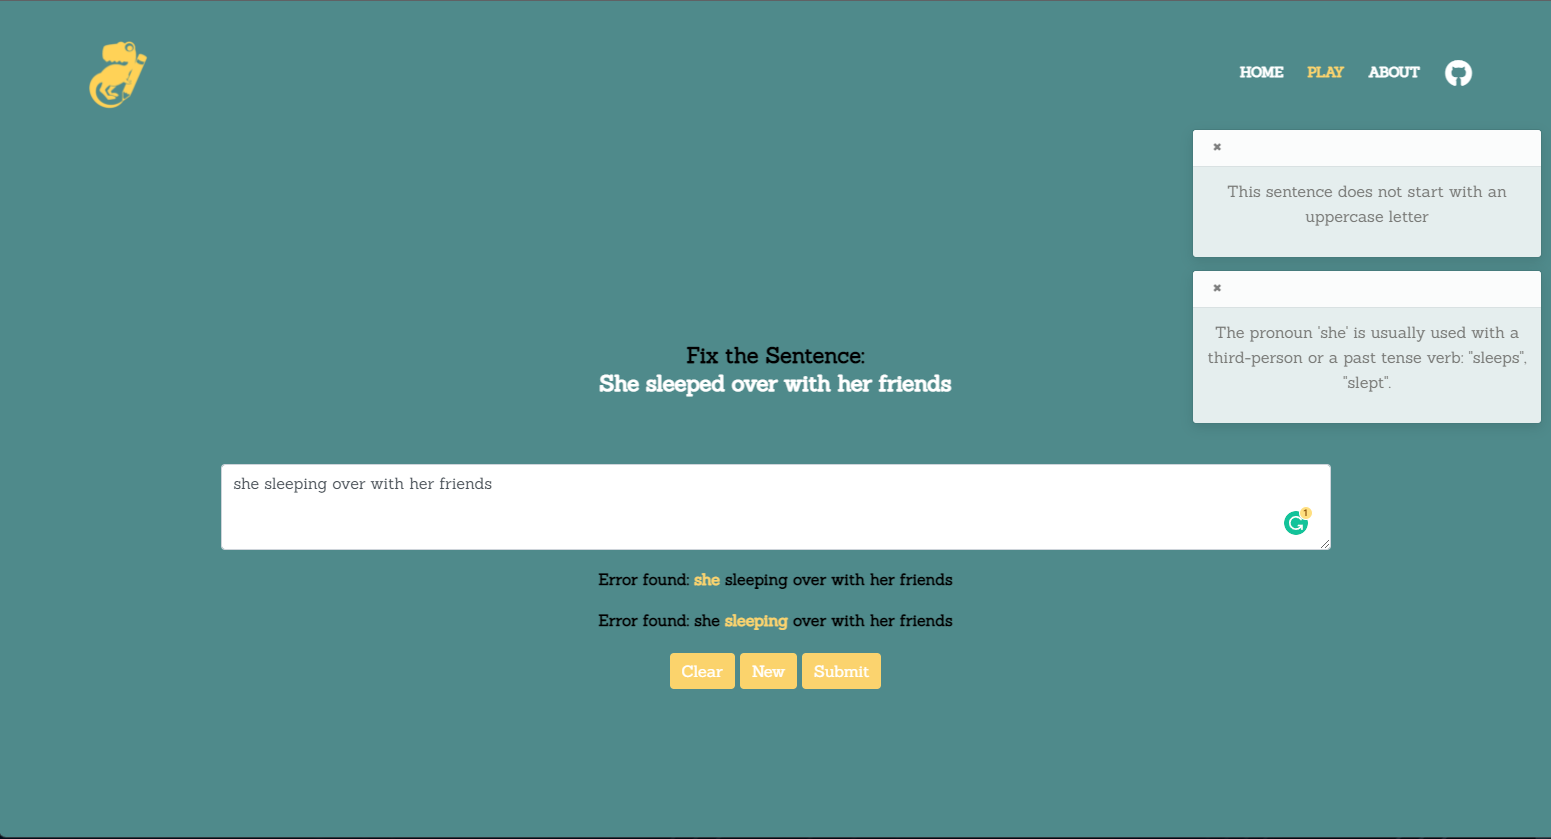 HOME PLAY ABOUT
✖
This sentence does not start with an
uppercase letter
✖
The pronoun 'she' is usually used with a
third-person or a past tense verb: "sleeps",
"slept".
Fix the Sentence:
She sleeped over with her friends
she sleeping over with her friends
1
Error found: she sleeping over with her friends
Error found: she sleeping over with her friends
Clear New Submit